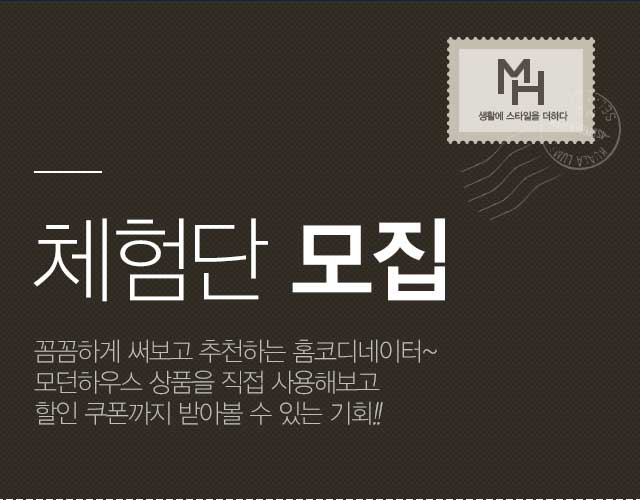 MH
생활에 스타일을 더하다
체험단 모집
꼼꼼하게 써보고 추천하는 홈코디네이터~
모던하우스 상품을 직접 사용해보고
할인 쿠폰까지 받아볼 수 있는 기회!!